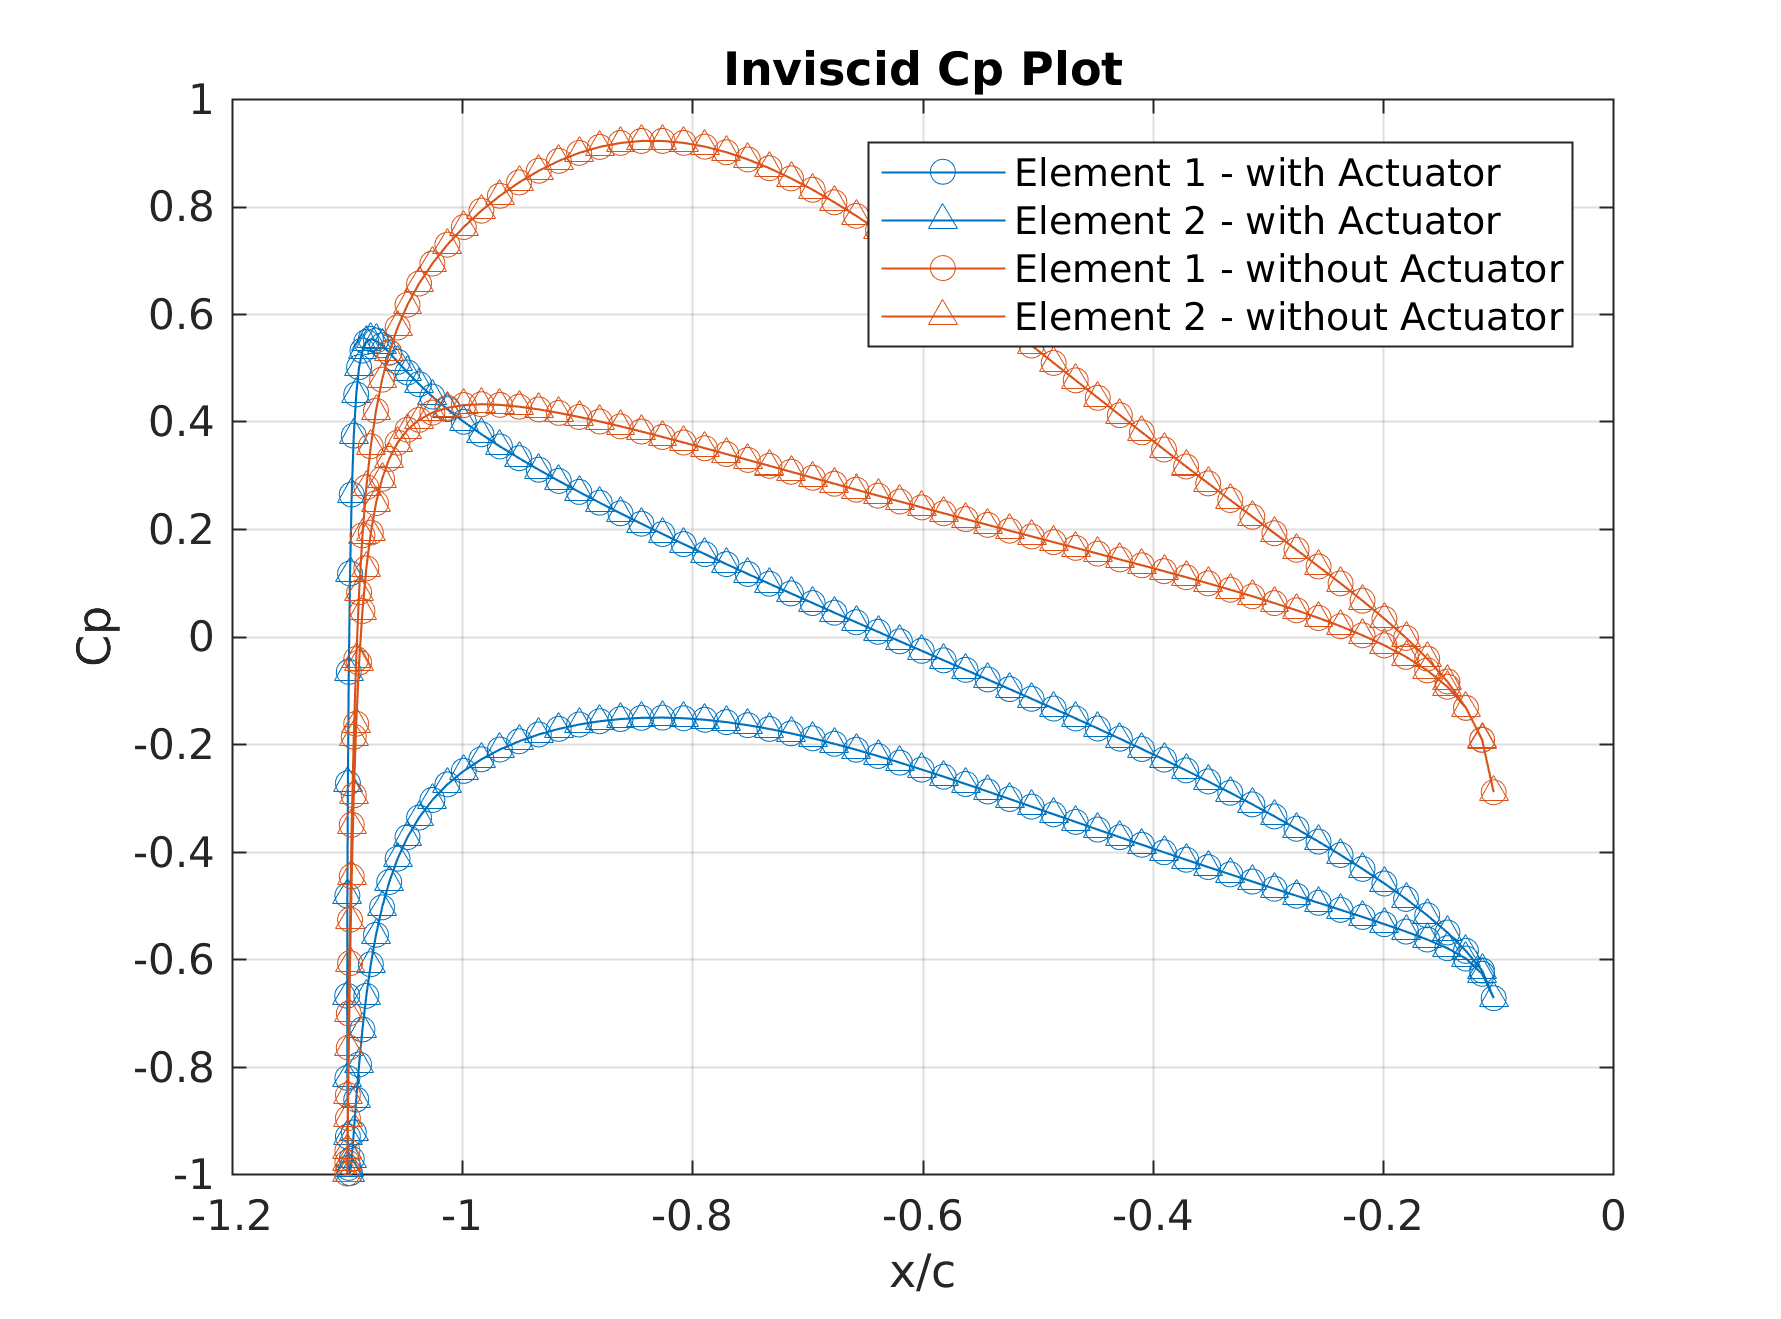 Inviscid Cp Plot
1
0.8
0.6
0.4
0.2
0
-0.2
-0.4
-0.6
-0.8
-1
Cp
Element 1 - with Actuator
Element 2 - with Actuator
Element 1 - without Actuator
Element 2 - without Actuator
-1.2 -1 -0.8 -0.6 -0.4 -0.2 0
x/c